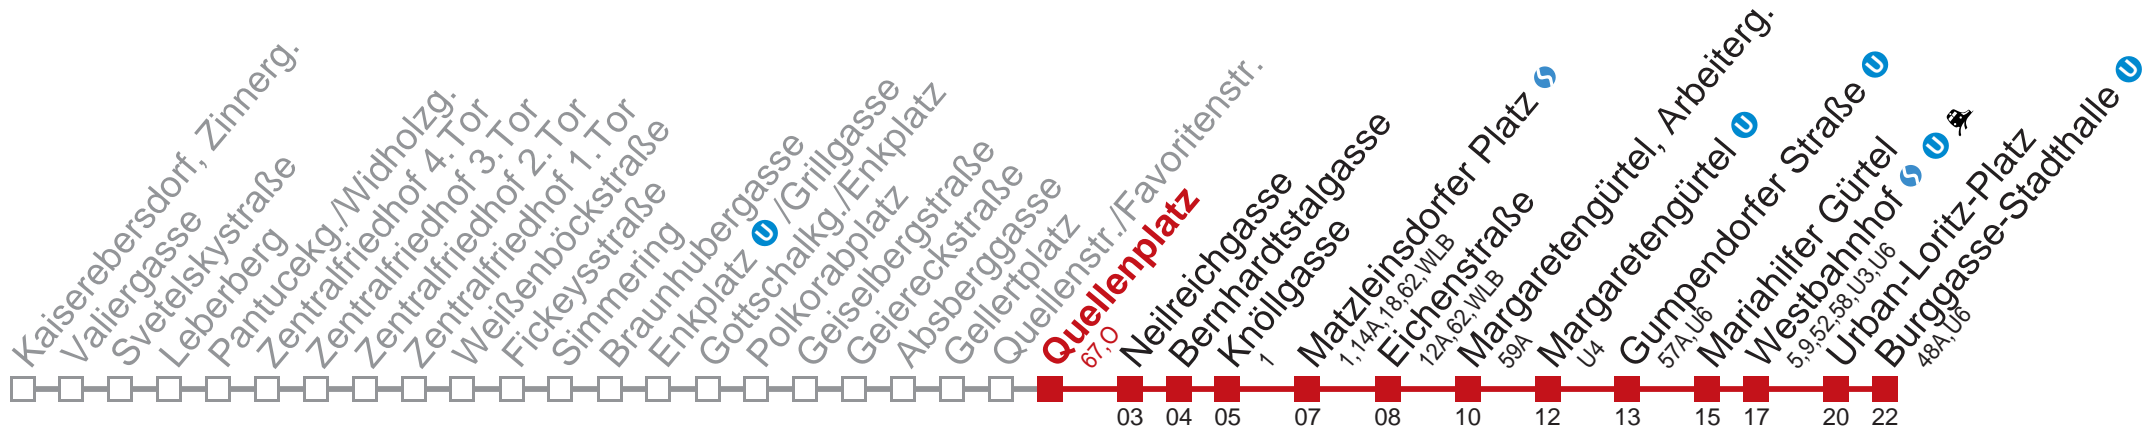 Kaiserebersdorf, Zinnerg.
Valiergasse
Svetelskystraße
Leberberg
Pantucekg./Widholzg.
Zentralfriedhof 4. Tor
Zentralfriedhof 3. Tor
Zentralfriedhof 2. Tor
Zentralfriedhof 1. Tor
Weißenböckstraße
Fickeysstraße
Simmering
Braunhubergasse
Enkplatz U /Grillgasse
Gottschalkg./Enkplatz
Polkorabplatz
Geiselbergstraße
Geiereckstraße
Absberggasse
Gellertplatz
Quellenstr./Favoritenstr.
Quellenplatz
67, O
Neilreichgasse
Bernhardtstalgasse
Knöllgasse
1
Matzleinsdorfer Platz S
1, 14A, 18, 62, WLB
Eichenstraße
12A, 62, WLB
Margaretengürtel, Arbeiterg.
59A
Margaretengürtel U
U4
Gumpendorfer Straße U
57A, U6
Mariahilfer Gürtel
Westbahnhof S U
5, 9, 52, 58, U3, U6
Urban-Loritz-Platz
Burggasse-Stadthalle U
48A, U6
03 04 05 07 08 10 12 13 15 17 20 22